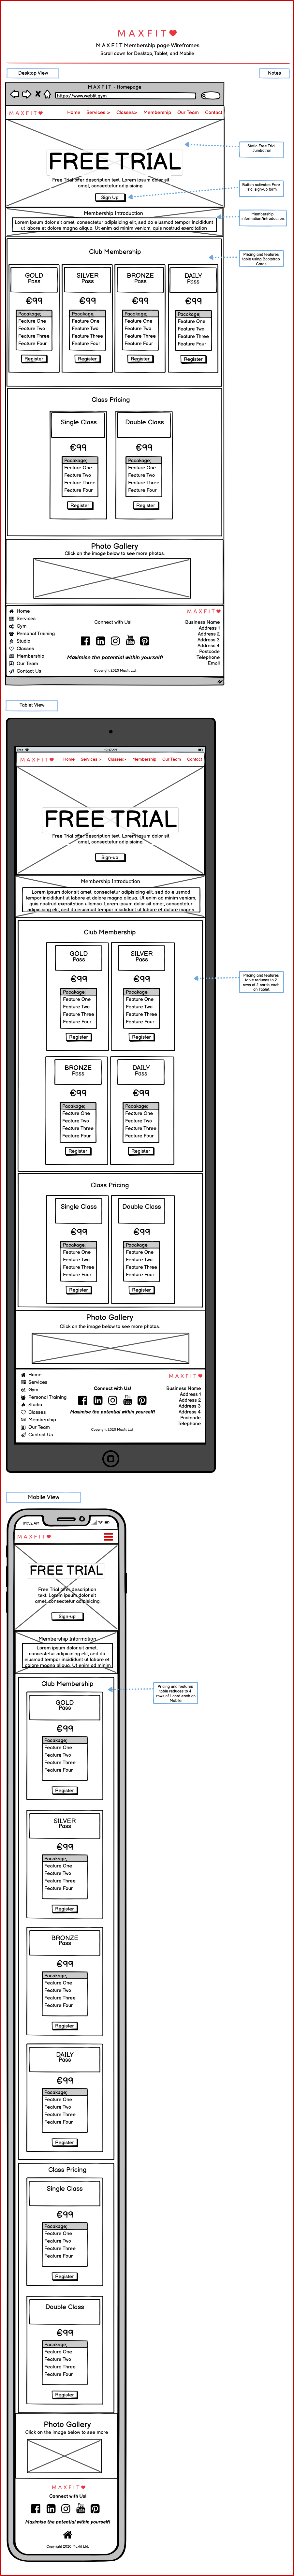 MAXFIT
M A X F I T Membership page Wireframes
Scroll down for Desktop, Tablet, and Mobile
Desktop View
Notes
M A X F I T - Homepage
https://www.webfit.gym
MAXFIT
Home Services > Classes> Membership Our Team Contact
FREE TRIAL
Free Trial offer description text. Lorem ipsum dolor sit
amet, consectetur adipisicing.
Sign Up
Static Free Trial
Jumbotron
Button activates Free
Trial sign-up form
Membership Introduction
Lorem ipsum dolor sit amet, consectetur adipisicing elit, sed do eiusmod tempor incididunt
ut labore et dolore magna aliqua. Ut enim ad minim veniam, quis nostrud exercitation
Membership
information/introduction
Club Membership
Pricing and features
table using Bootstrap
Cards
GOLD
Pass
€99
Pacakage;
Feature One
Feature Two
Feature Three
Feature Four
Register
SILVER
Pass
€99
Pacakage;
Feature One
Feature Two
Feature Three
Feature Four
Register
BRONZE
Pass
€99
Pacakage;
Feature One
Feature Two
Feature Three
Feature Four
Register
DAILY
Pass
€99
Pacakage;
Feature One
Feature Two
Feature Three
Feature Four
Register
Class Pricing
Single Class
€99
Pacakage;
Feature One
Feature Two
Feature Three
Feature Four
Register
Double Class
€99
Pacakage;
Feature One
Feature Two
Feature Three
Feature Four
Register
Photo Gallery
Click on the image below to see more photos.
Home
Services
Gym
Personal Training
Studio
Classes
Membership
Our Team
Contact Us
Connect with Us!
Maximise the potential within yourself!
Copyright 2020 Maxfit Ltd
MAXFIT
Business Name
Address 1
Address 2
Address 3
Address 4
Postcode
Telephone
Email
Tablet View
MAXFIT
Home Services > Classes> Membership Our Team Contact
FREE TRIAL
Free Trial offer description text. Lorem ipsum dolor sit
amet, consectetur adipisicing.
Sign-up
Membership Introduction
Lorem ipsum dolor sit amet, consectetur adipisicing elit, sed do eiusmod
tempor incididunt ut labore et dolore magna aliqua. Ut enim ad minim veniam,
quis nostrud exercitation ullamco. Lorem ipsum dolor sit amet, consectetur
adipisicing elit, sed do eiusmod tempor incididunt ut labore et dolore magna
Club Membership
GOLD
Pass
€99
Pacakage;
Feature One
Feature Two
Feature Three
Feature Four
Register
SILVER
Pass
€99
Pacakage;
Feature One
Feature Two
Feature Three
Feature Four
Register
Pricing and features
table reduces to 2
rows of 2 cards each
on Tablet.
BRONZE
Pass
€99
Pacakage;
Feature One
Feature Two
Feature Three
Feature Four
Register
DAILY
Pass
€99
Pacakage;
Feature One
Feature Two
Feature Three
Feature Four
Register
Class Pricing
Single Class
€99
Pacakage;
Feature One
Feature Two
Feature Three
Feature Four
Register
Double Class
€99
Pacakage;
Feature One
Feature Two
Feature Three
Feature Four
Register
Photo Gallery
Click on the image below to see more photos.
Home
Services
Gym
Personal Training
Studio
Classes
Membership
Our Team
Contact Us
Connect with Us!
Maximise the potential within yourself!
Copyright 2020 Maxfit Ltd
MAXFIT
Business Name
Address 1
Address 2
Address 3
Address 4
Postcode
Telephone
Mobile View
09:52 AM
MAXFIT
FREE TRIAL
Free Trial offer description
text. Lorem ipsum dolor sit
amet, consectetur adipisicing.
Sign-up
Membership Information
Lorem ipsum dolor sit amet,
consectetur adipisicing elit, sed do
eiusmod tempor incididunt ut labore et
dolore magna aliqua. Ut enim ad minim
Club Membership
Pricing and features
table reduces to 4
rows of 1 card each on
Mobile
GOLD
Pass
€99
Pacakage;
Feature One
Feature Two
Feature Three
Feature Four
Register
SILVER
Pass
€99
Pacakage;
Feature One
Feature Two
Feature Three
Feature Four
Register
BRONZE
Pass
€99
Pacakage;
Feature One
Feature Two
Feature Three
Feature Four
Register
DAILY
Pass
€99
Pacakage;
Feature One
Feature Two
Feature Three
Feature Four
Register
Class Pricing
Single Class
€99
Pacakage;
Feature One
Feature Two
Feature Three
Feature Four
Register
Double Class
€99
Pacakage;
Feature One
Feature Two
Feature Three
Feature Four
Register
Photo Gallery
Click on the image below to see more
MAXFIT
Connect with Us!
Maximise the potential within yourself!
Copyright 2020 Maxfit Ltd